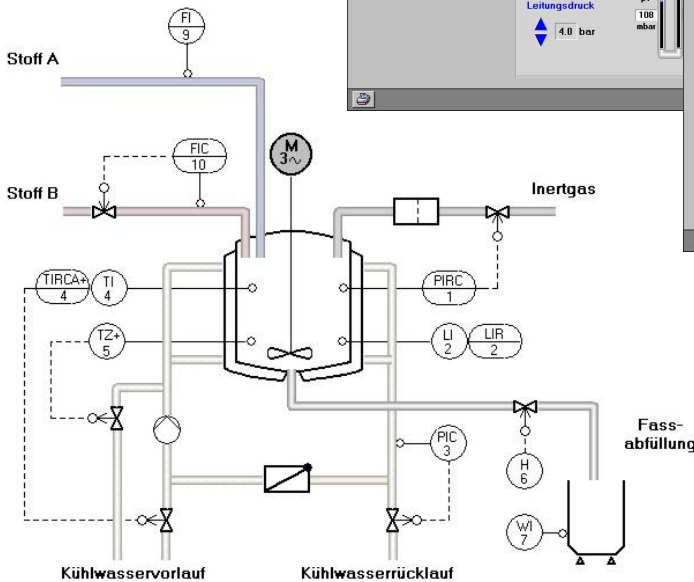 Leitungsdruck
4.0 bar
108
mbar
FI
9
Stoff A
FIC
10
M
3~
Stoff B
Inertgas
TIRCA+
4
TI
4
PIRC
1
TZ+
5
LI
2
LIR
2
PIC
3
H
6
Fass-
abfüllung
WI
7
Kühlwasservorlauf
Kühlwasserrücklauf